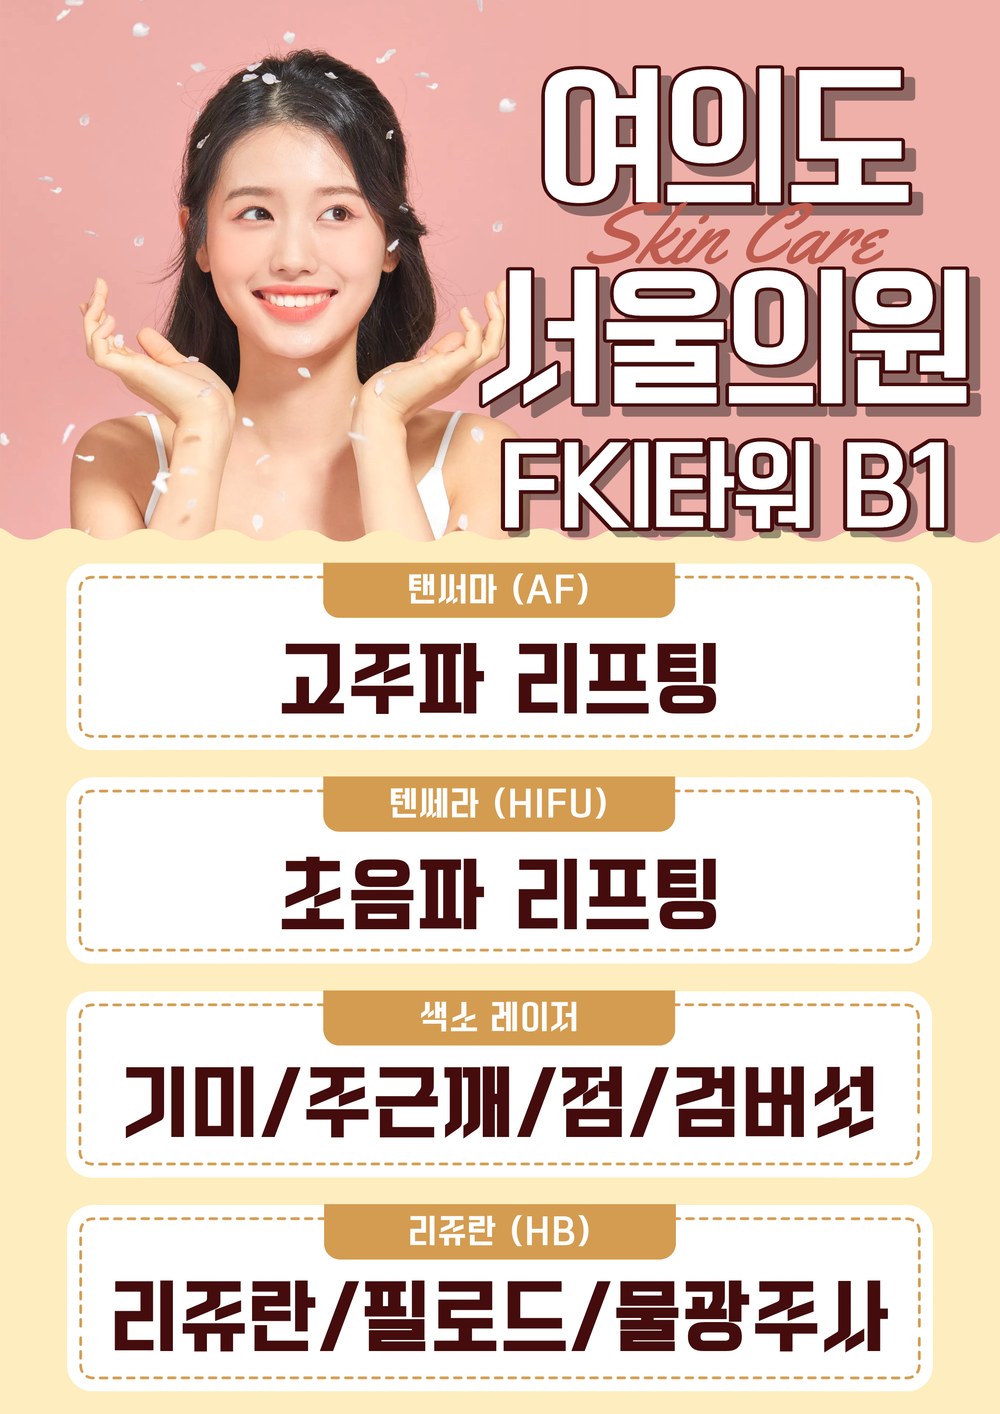 여의도
Skin Care
서울의원
FKI타워 B1
탠써마 (AF)
고주파 리프팅
텐쎄라 (HIFU)
초음파 리프팅
색소 레이저
기미/주근깨/점/검버섯
리쥬란 (HB)
리쥬란/필로드/물광주사